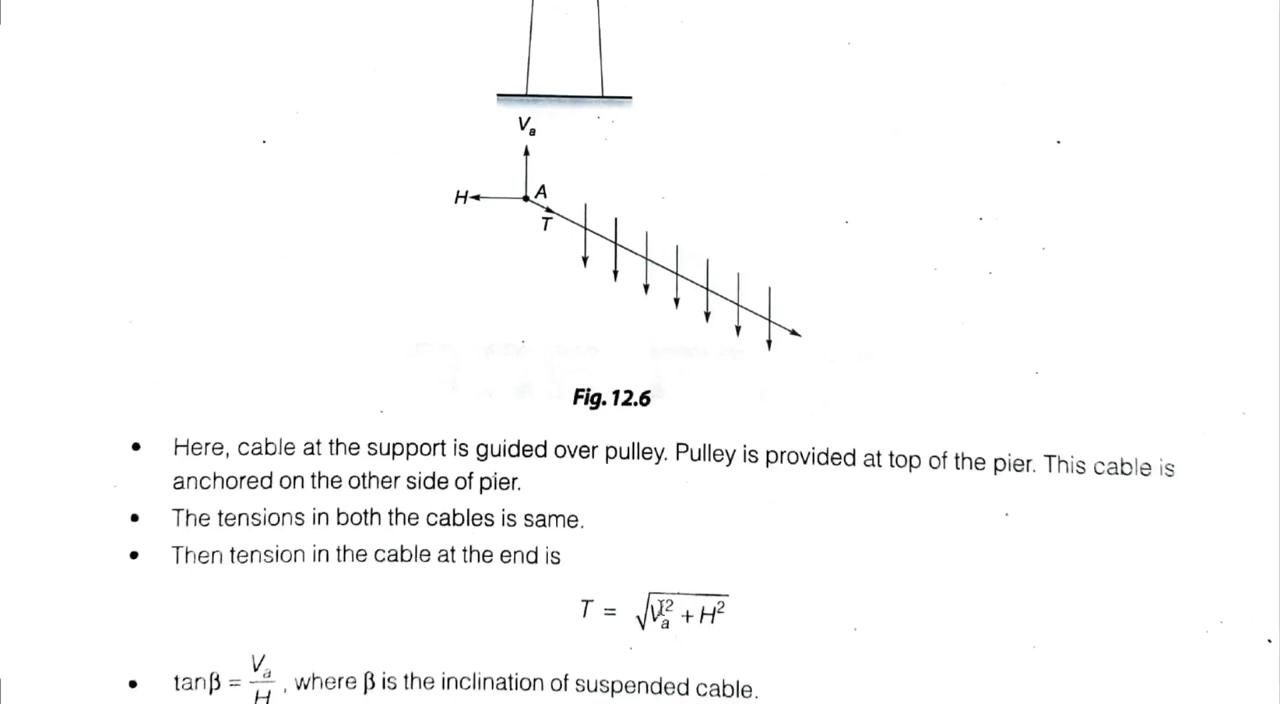 Vₐ
H
A
T
Fig. 12.6
• Here, cable at the support is guided over pulley. Pulley is provided at top of the pier. This cable is
anchored on the other side of pier.
• The tensions in both the cables is same.
• Then tension in the cable at the end is
T = √(Vₐ² + H²)
• tanβ = Vₐ/H , where β is the inclination of suspended cable.